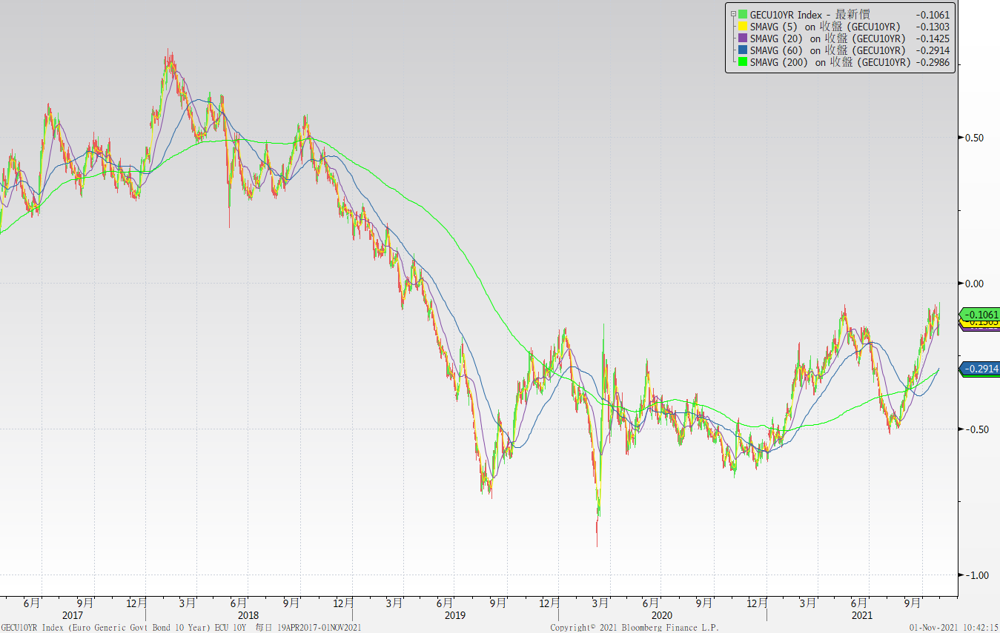 GECU10YR Index - 最新價 -0.1061
SMAVG (5) on 收盤 (GECU10YR) -0.1303
SMAVG (20) on 收盤 (GECU10YR) -0.1425
SMAVG (60) on 收盤 (GECU10YR) -0.2914
SMAVG (200) on 收盤 (GECU10YR) -0.2986
0.50
0.00
-0.1061
-0.1303
-0.2914
-0.50
-1.00
6月 9月 12月 3月 6月 9月 12月 3月 6月 9月 12月 3月 6月 9月 12月 3月 6月 9月
2017 2018 2019 2020 2021
GECU10YR Index (Euro Generic Govt Bond 10 Year) ECU 10Y 每日 19APR2017-01NOV2021 Copyright© 2021 Bloomberg Finance L.P. 01-Nov-2021 10:42:15